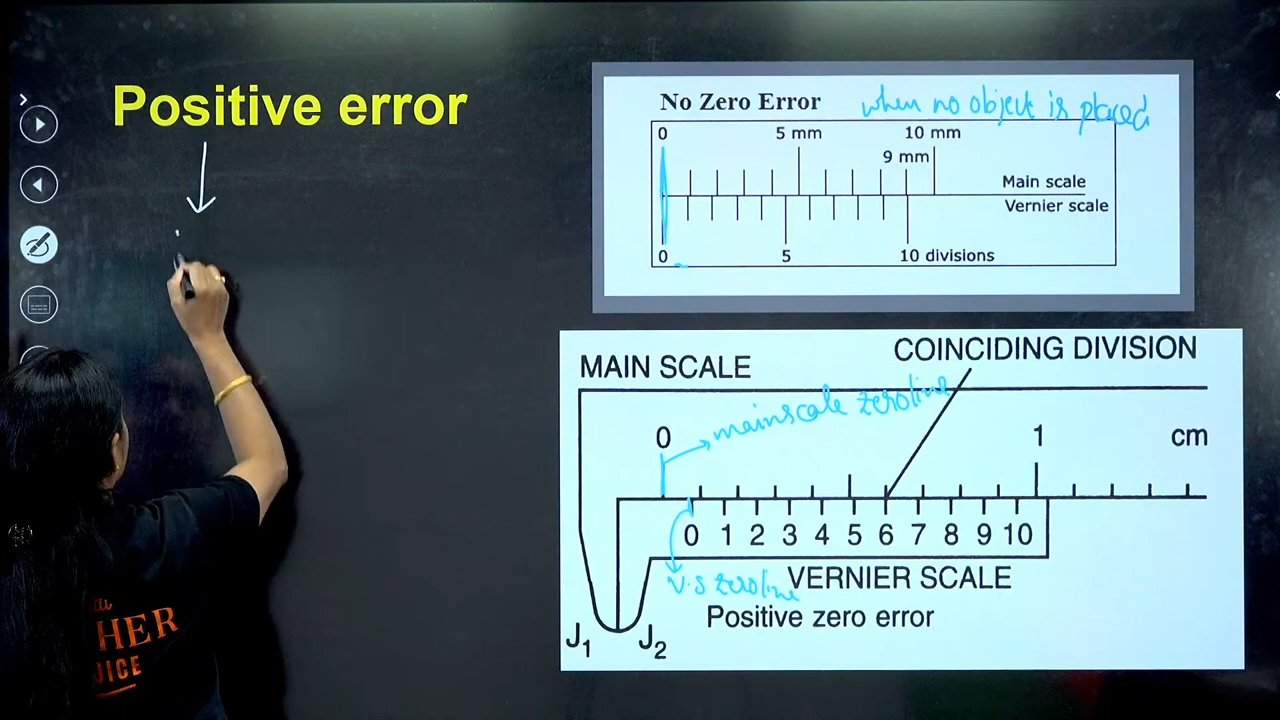 Positive error
No Zero Error
when no object is placed
0
5 mm
10 mm
9 mm
Main scale
Vernier scale
0
5
10 divisions
COINCIDING DIVISION
MAIN SCALE
mainscale zeroline
0
1
cm
0 1 2 3 4 5 6 7 8 9 10
V.S zeroline
VERNIER SCALE
Positive zero error
J1
J2